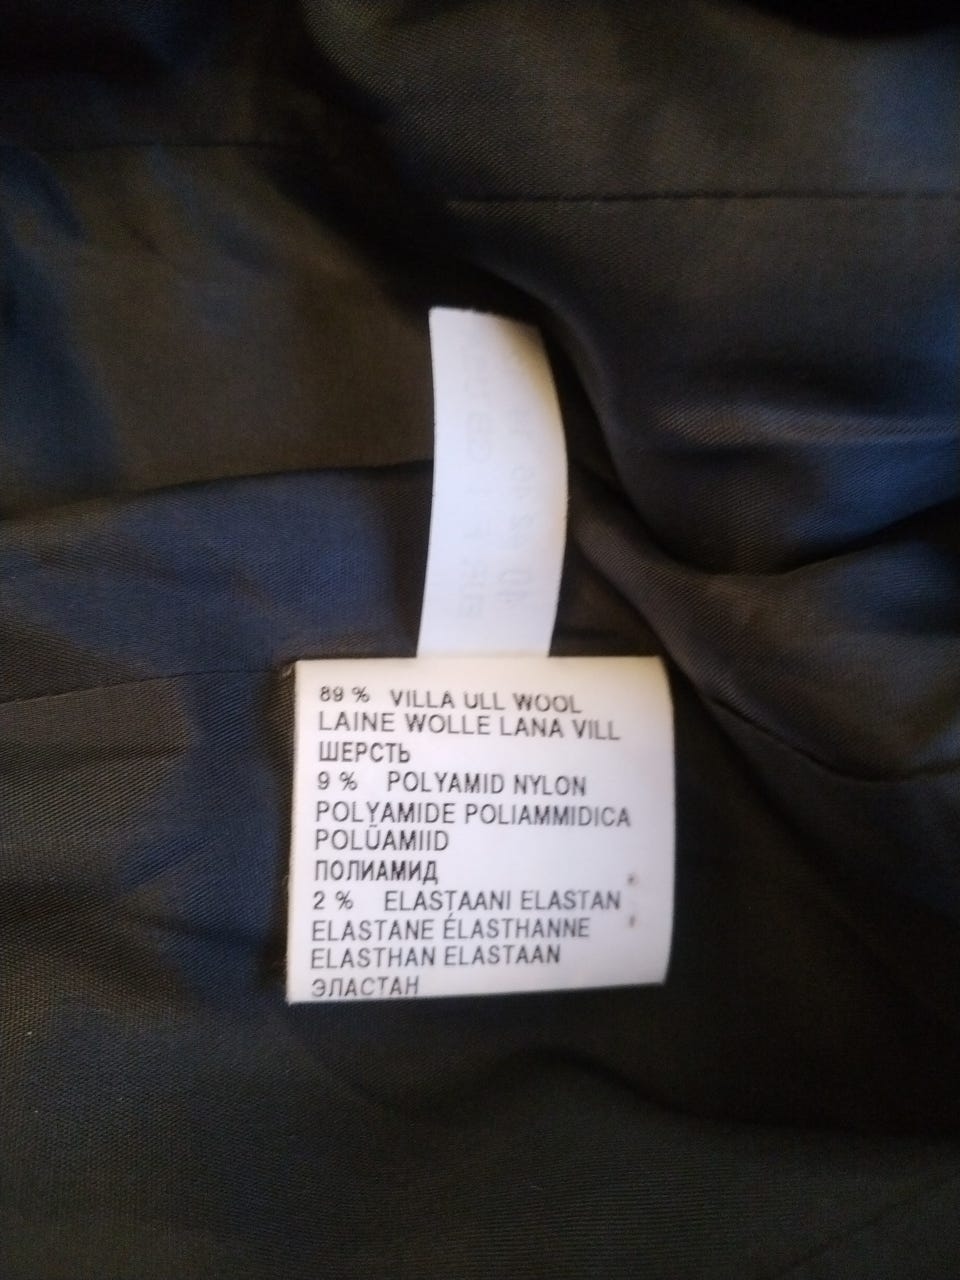 89 % VILLA ULL WOOL
LAINE WOLLE LANA VILL
ШЕРСТЬ
9 % POLYAMID NYLON
POLYAMIDE POLIAMMIDICA
POLÜAMIID
ПОЛИАМИД
2 % ELASTAANI ELASTAN
ELASTANE ÉLASTHANNE
ELASTHAN ELASTAAN
ЭЛАСТАН